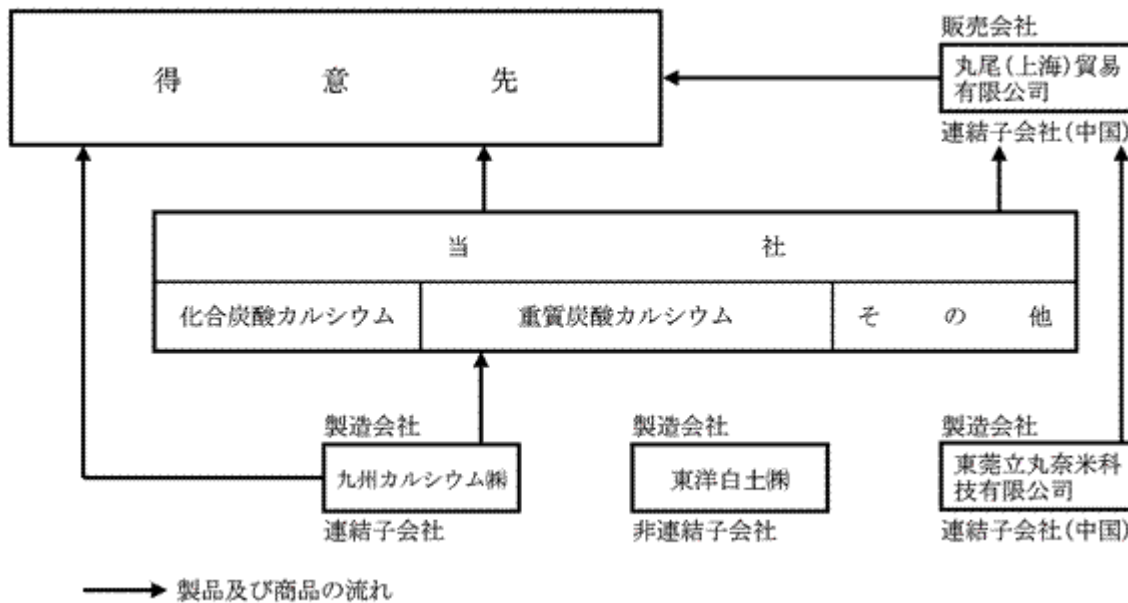 販売会社
得意先
丸尾(上海)貿易
有限公司
連結子会社(中国)
当社
化合炭酸カルシウム
重質炭酸カルシウム
その他
製造会社
九州カルシウム㈱
連結子会社
製造会社
東洋白土㈱
非連結子会社
製造会社
東莞立丸奈米科
技有限公司
連結子会社(中国)
製品及び商品の流れ